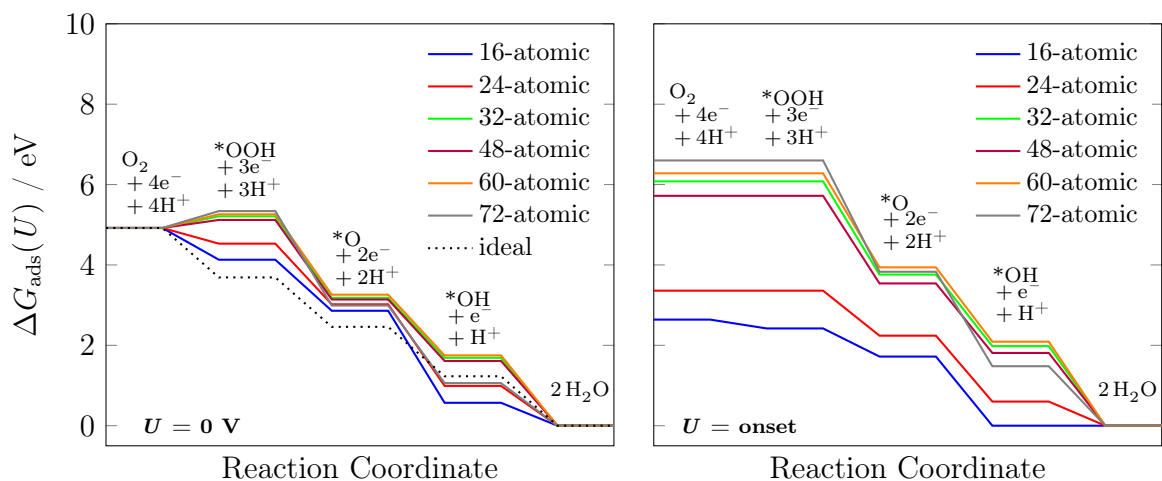 ΔG_ads(U) / eV
10
8
6
4
2
0
16-atomic
24-atomic
32-atomic
48-atomic
60-atomic
72-atomic
ideal
O₂
+ 4e⁻
+ 4H⁺
*OOH
+ 3e⁻
+ 3H⁺
*O
+ 2e⁻
+ 2H⁺
*OH
+ e⁻
+ H⁺
2 H₂O
U = 0 V
Reaction Coordinate
16-atomic
24-atomic
32-atomic
48-atomic
60-atomic
72-atomic
O₂
+ 4e⁻
+ 4H⁺
*OOH
+ 3e⁻
+ 3H⁺
*O
+ 2e⁻
+ 2H⁺
*OH
+ e⁻
+ H⁺
2 H₂O
U = onset
Reaction Coordinate